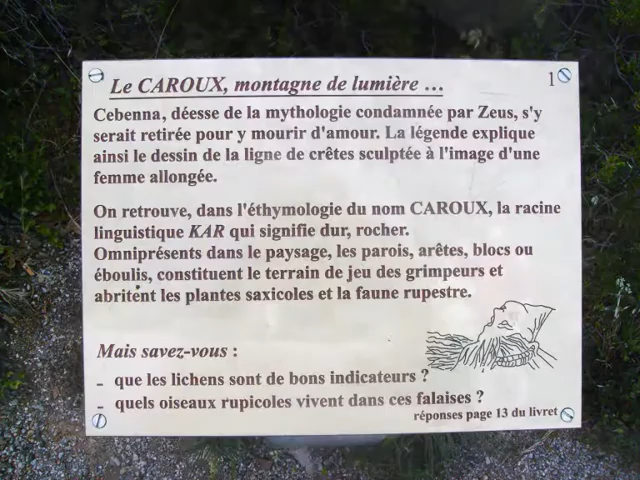 Le CAROUX, montagne de lumière ...
1
Cebenna, déesse de la mythologie condamnée par Zeus, s'y
serait retirée pour y mourir d'amour. La légende explique
ainsi le dessin de la ligne de crêtes sculptée à l'image d'une
femme allongée.
On retrouve, dans l'éthymologie du nom CAROUX, la racine
linguistique KAR qui signifie dur, rocher.
Omniprésents dans le paysage, les parois, arêtes, blocs ou
éboulis, constituent le terrain de jeu des grimpeurs et
abritent les plantes saxicoles et la faune rupestre.
Mais savez-vous :
- que les lichens sont de bons indicateurs ?
- quels oiseaux rupicoles vivent dans ces falaises ?
réponses page 13 du livret